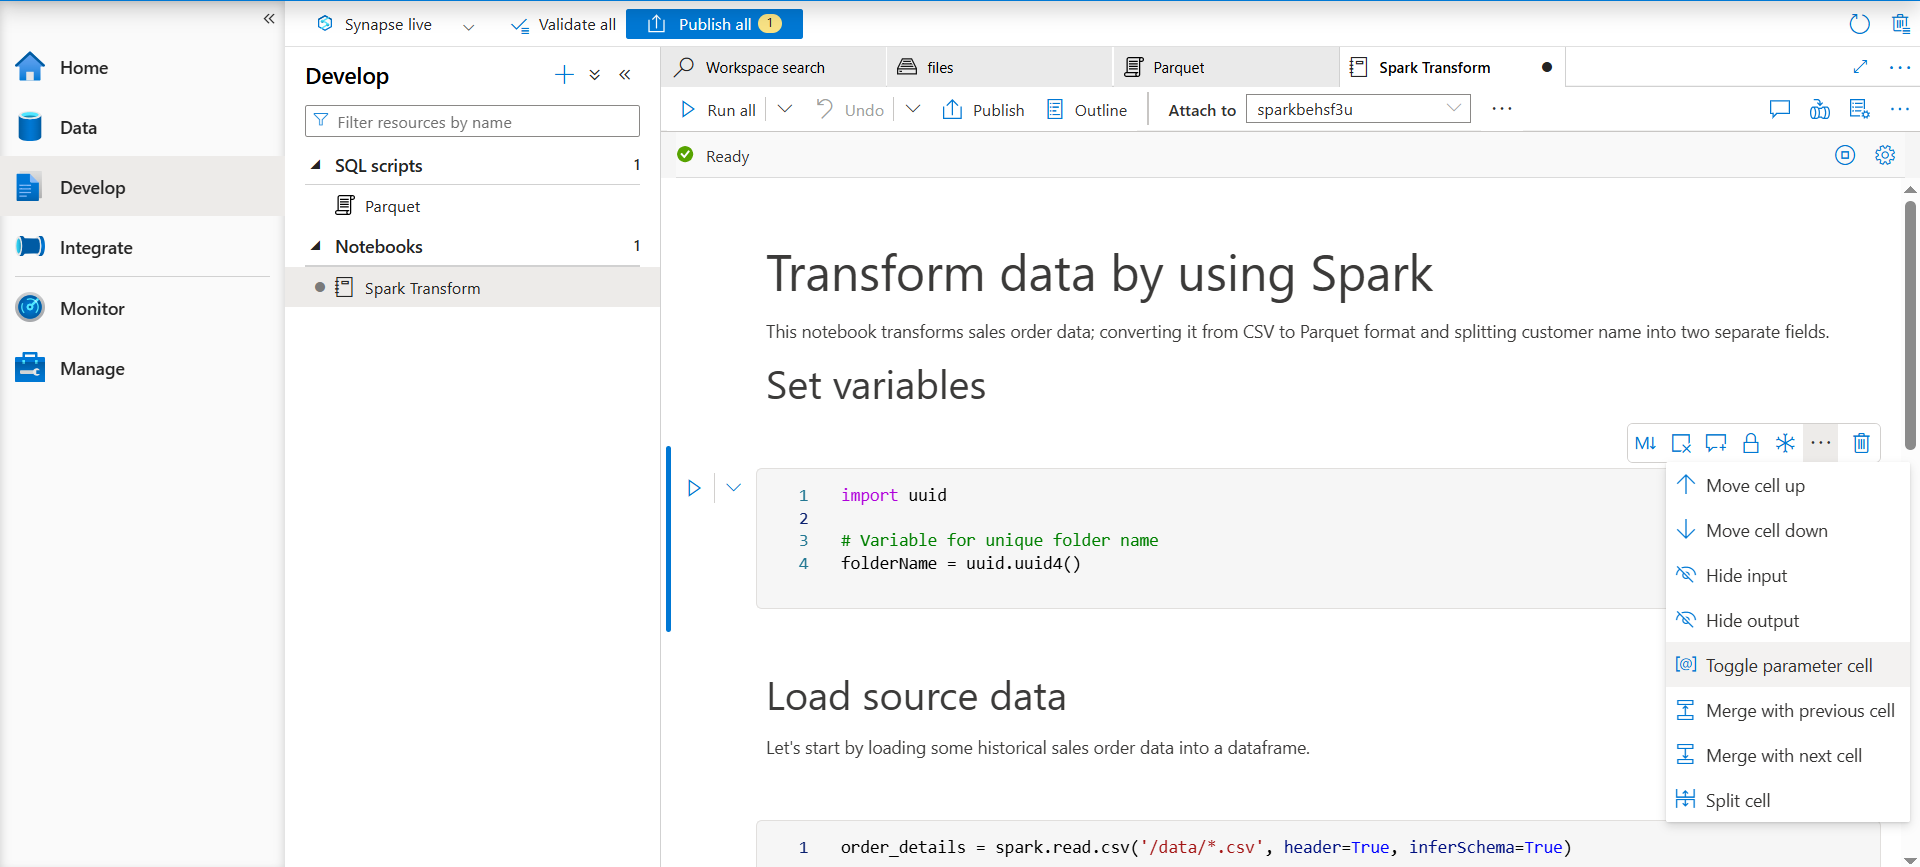 Synapse live Validate all Publish all 1
Home
Data
Develop
Integrate
Monitor
Manage
Develop
Filter resources by name
SQL scripts 1
Parquet
Notebooks 1
Spark Transform
Workspace search files Parquet Spark Transform
Run all Undo Publish Outline Attach to sparkbehsf3u
Ready
Transform data by using Spark
This notebook transforms sales order data; converting it from CSV to Parquet format and splitting customer name into two separate fields.
Set variables
M↓
1 import uuid
2
3 # Variable for unique folder name
4 folderName = uuid.uuid4()
Move cell up
Move cell down
Hide input
Hide output
[@] Toggle parameter cell
Merge with previous cell
Merge with next cell
Split cell
Load source data
Let's start by loading some historical sales order data into a dataframe.
1 order_details = spark.read.csv('/data/*.csv', header=True, inferSchema=True)